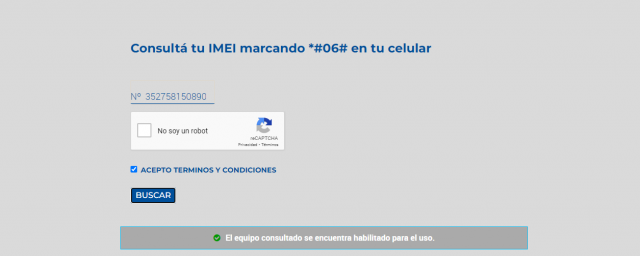 Consultá tu IMEI marcando *#06# en tu celular
Nº 352758150890
No soy un robot
reCAPTCHA
Privacidad - Términos
ACEPTO TERMINOS Y CONDICIONES
BUSCAR
El equipo consultado se encuentra habilitado para el uso.